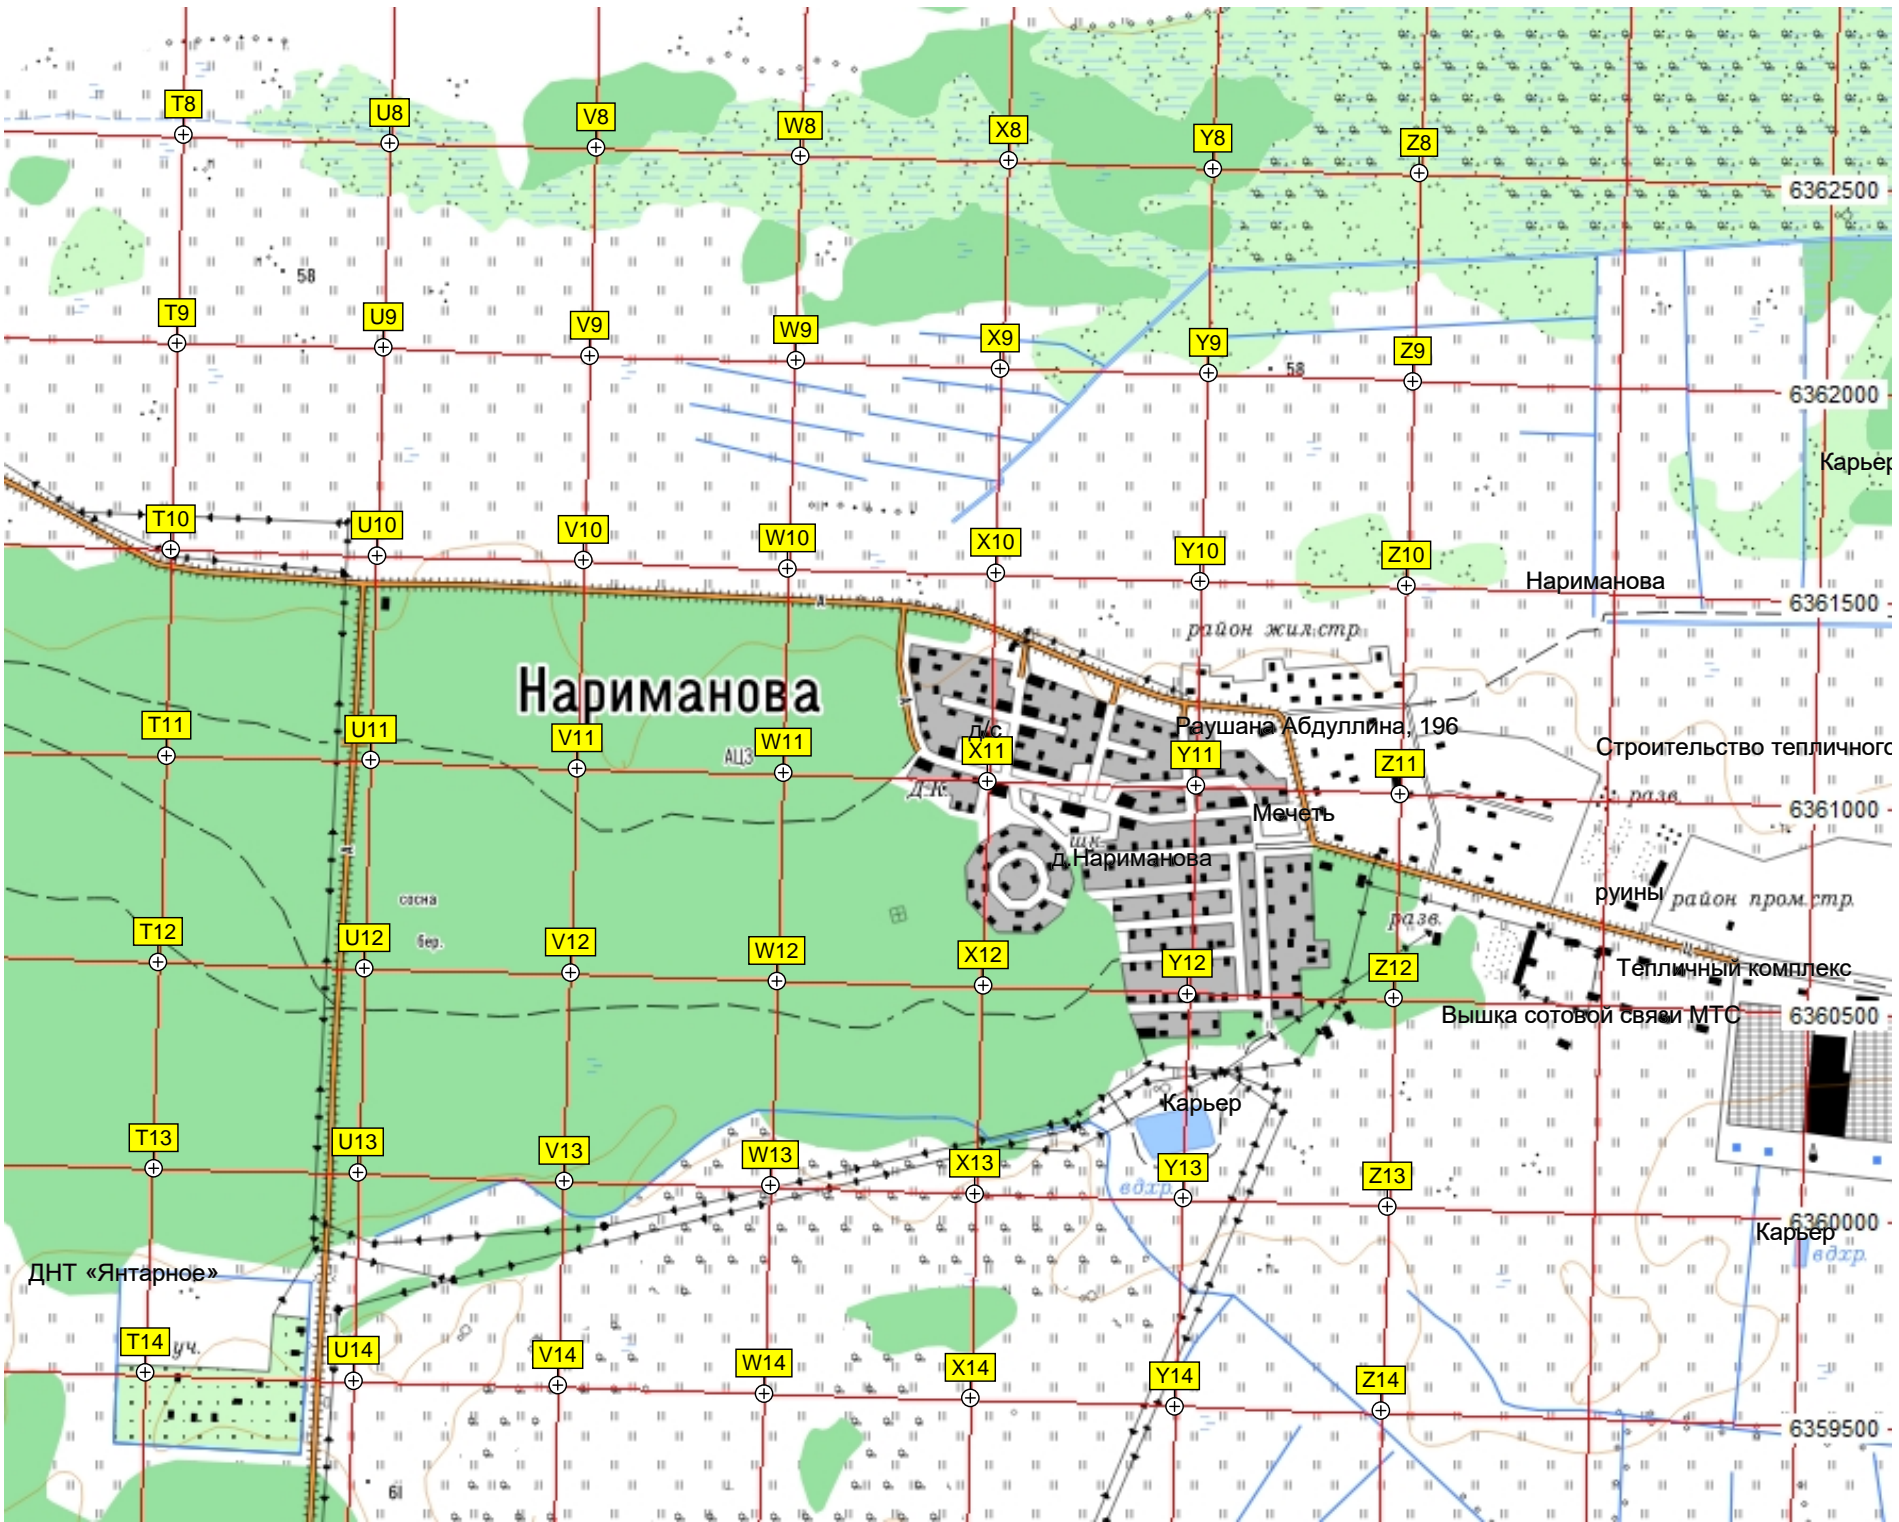 T8
U8
V8
W8
X8
Y8
Z8
6362500
58
T9
U9
V9
W9
X9
Y9
Z9
58
6362000
Карьер
T10
U10
V10
W10
X10
Y10
Z10
Нариманова
6361500
А
район жил.стр.
Нариманова
T11
U11
V11
АЦЗ
W11
д/с
X11
Раушана Абдуллина, 196
Y11
Z11
Строительство тепличного
Д.К.
разв.
6361000
Мечеть
А
шк.
д.Нариманова
сосна
руины
район пром.стр.
разв.
T12
U12
бер.
V12
W12
X12
Y12
Z12
Тепличный комплекс
Вышка сотовой связи МТС
6360500
Карьер
T13
U13
V13
W13
X13
Y13
Z13
вдхр.
6360000
Карьер
вдхр.
ДНТ «Янтарное»
T14
уч.
U14
V14
W14
X14
Y14
Z14
6359500
61